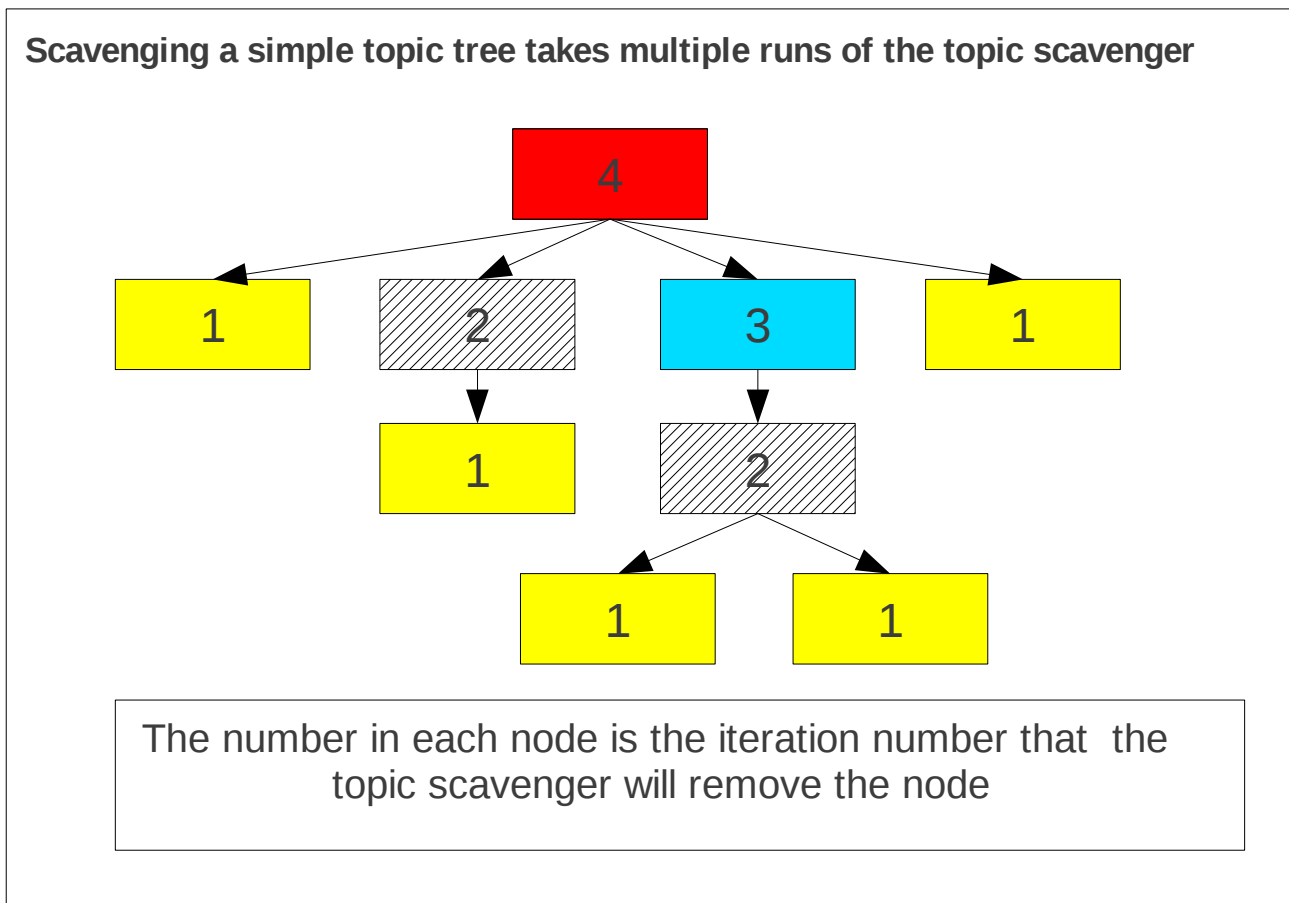 Scavenging a simple topic tree takes multiple runs of the topic scavenger
4
1 2 3 1
1 2
1 1
The number in each node is the iteration number that  the
topic scavenger will remove the node